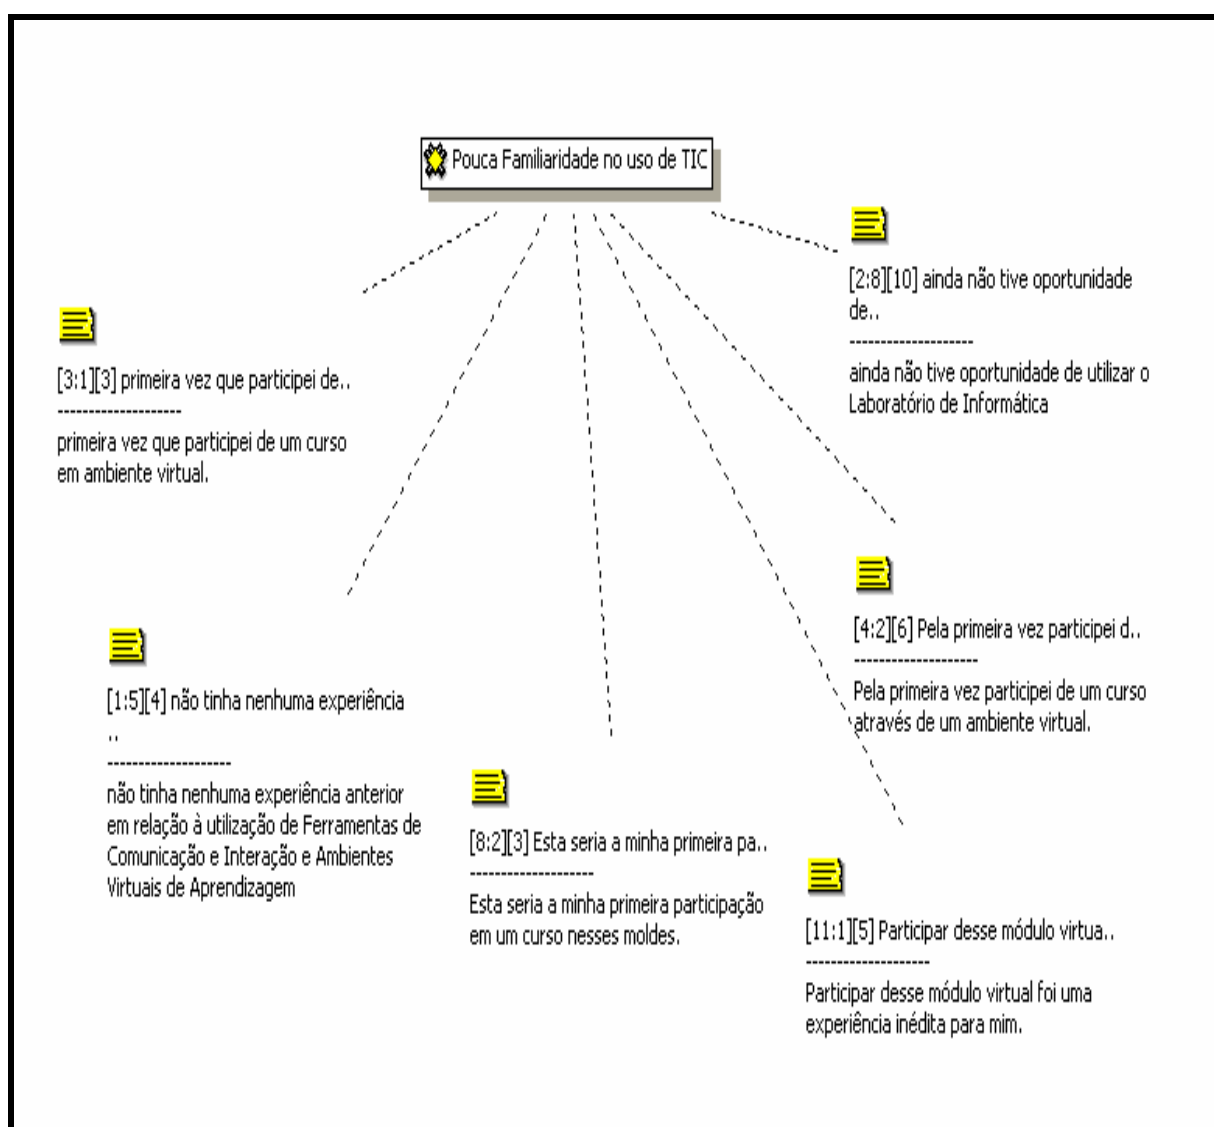 Pouca Familiaridade no uso de TIC
[2:8][10] ainda não tive oportunidade
de..
--------------------
ainda não tive oportunidade de utilizar o
Laboratório de Informática
[3:1][3] primeira vez que participei de..
--------------------
primeira vez que participei de um curso
em ambiente virtual.
[4:2][6] Pela primeira vez participei d..
--------------------
Pela primeira vez participei de um curso
através de um ambiente virtual.
[1:5][4] não tinha nenhuma experiência
..
--------------------
não tinha nenhuma experiência anterior
em relação à utilização de Ferramentas de
Comunicação e Interação e Ambientes
Virtuais de Aprendizagem
[8:2][3] Esta seria a minha primeira pa..
--------------------
Esta seria a minha primeira participação
em um curso nesses moldes.
[11:1][5] Participar desse módulo virtua..
--------------------
Participar desse módulo virtual foi uma
experiência inédita para mim.